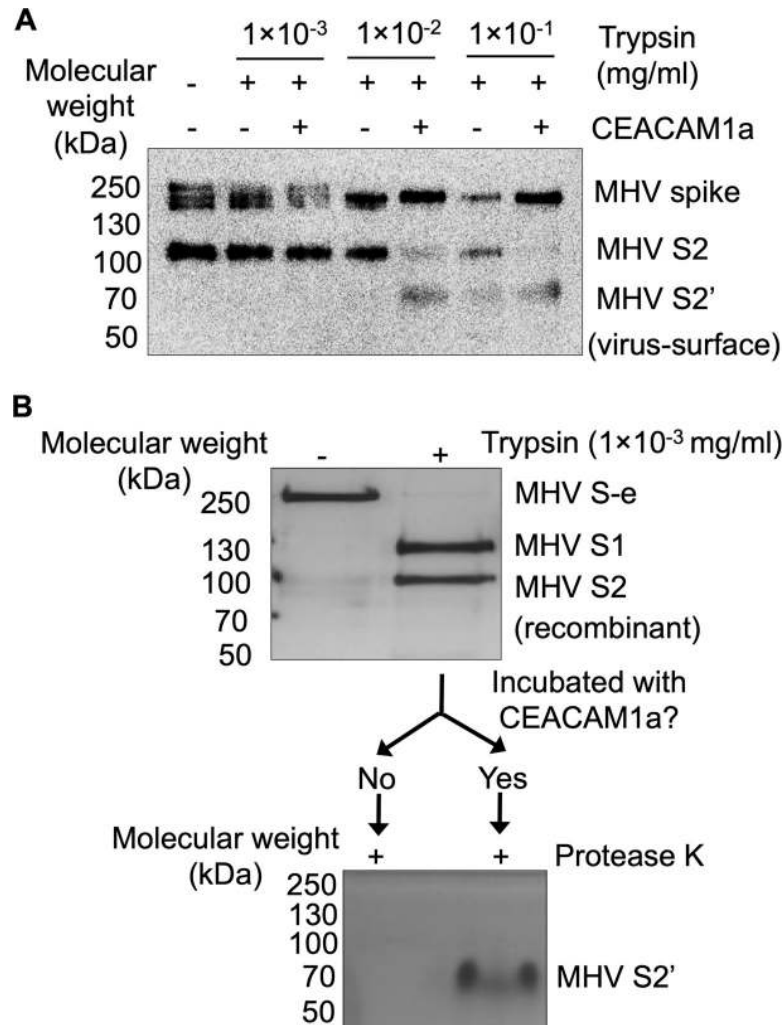 A
1×10-3 1×10-2 1×10-1 Trypsin
(mg/ml)
Molecular
weight
(kDa)
- + + + + + +
- - + - + - + CEACAM1a
250 MHV spike
130
100 MHV S2
70 MHV S2’
50 (virus-surface)
B
Molecular weight
(kDa)
- + Trypsin (1×10-3 mg/ml)
250 MHV S-e
130 MHV S1
100 MHV S2
70 (recombinant)
50
Incubated with
CEACAM1a?
No Yes
Molecular weight
(kDa)
+ + Protease K
250
130
100
70 MHV S2’
50